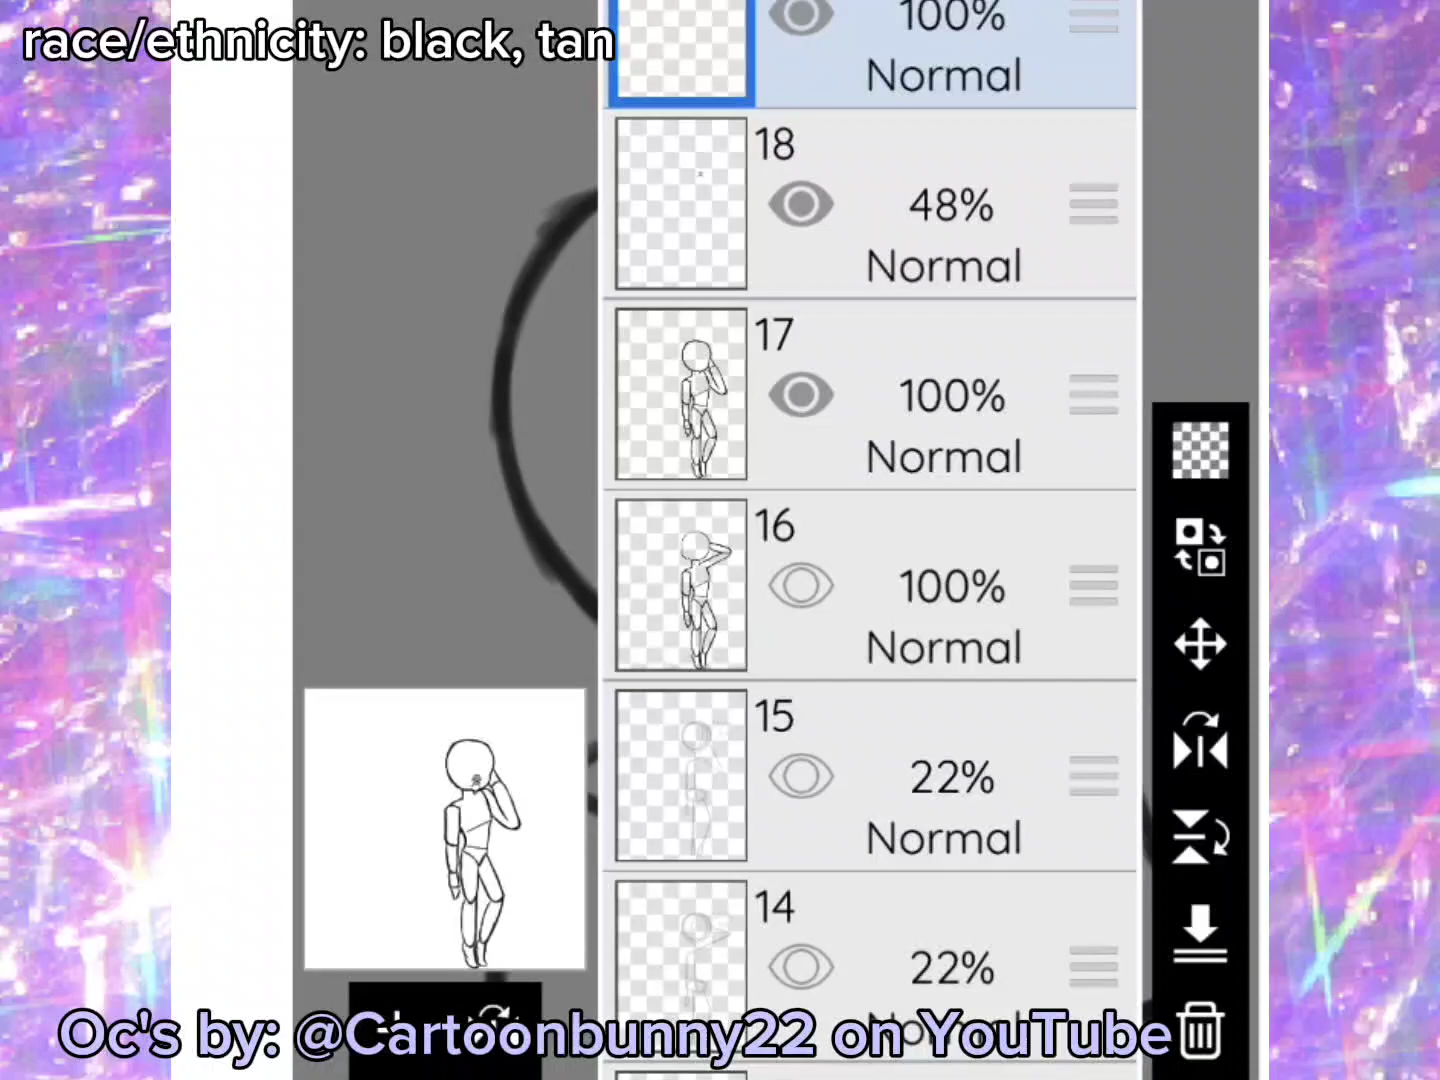 race/ethnicity: black, tan
100%
Normal
18
48%
Normal
17
100%
Normal
16
100%
Normal
15
22%
Normal
14
22%
Normal
Oc's by: @Cartoonbunny22 on YouTube